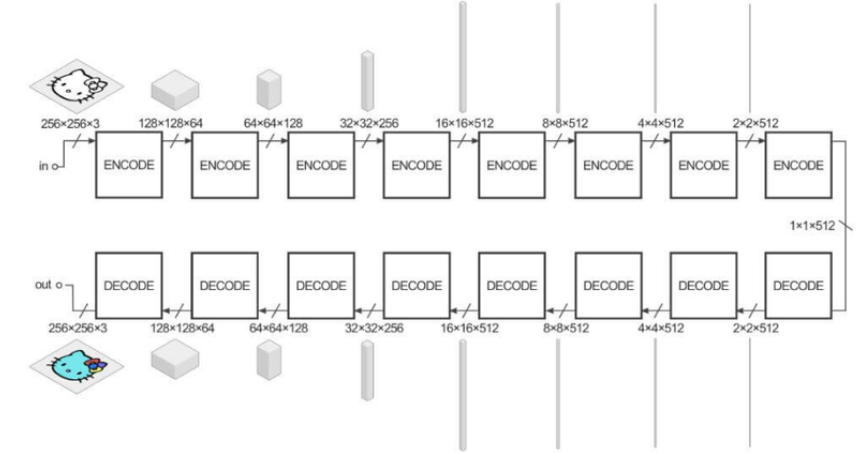 256×256×3 128×128×64 64×64×128 32×32×256 16×16×512 8×8×512 4×4×512 2×2×512
in ENCODE ENCODE ENCODE ENCODE ENCODE ENCODE ENCODE ENCODE
1×1×512
out DECODE DECODE DECODE DECODE DECODE DECODE DECODE DECODE
256×256×3 128×128×64 64×64×128 32×32×256 16×16×512 8×8×512 4×4×512 2×2×512